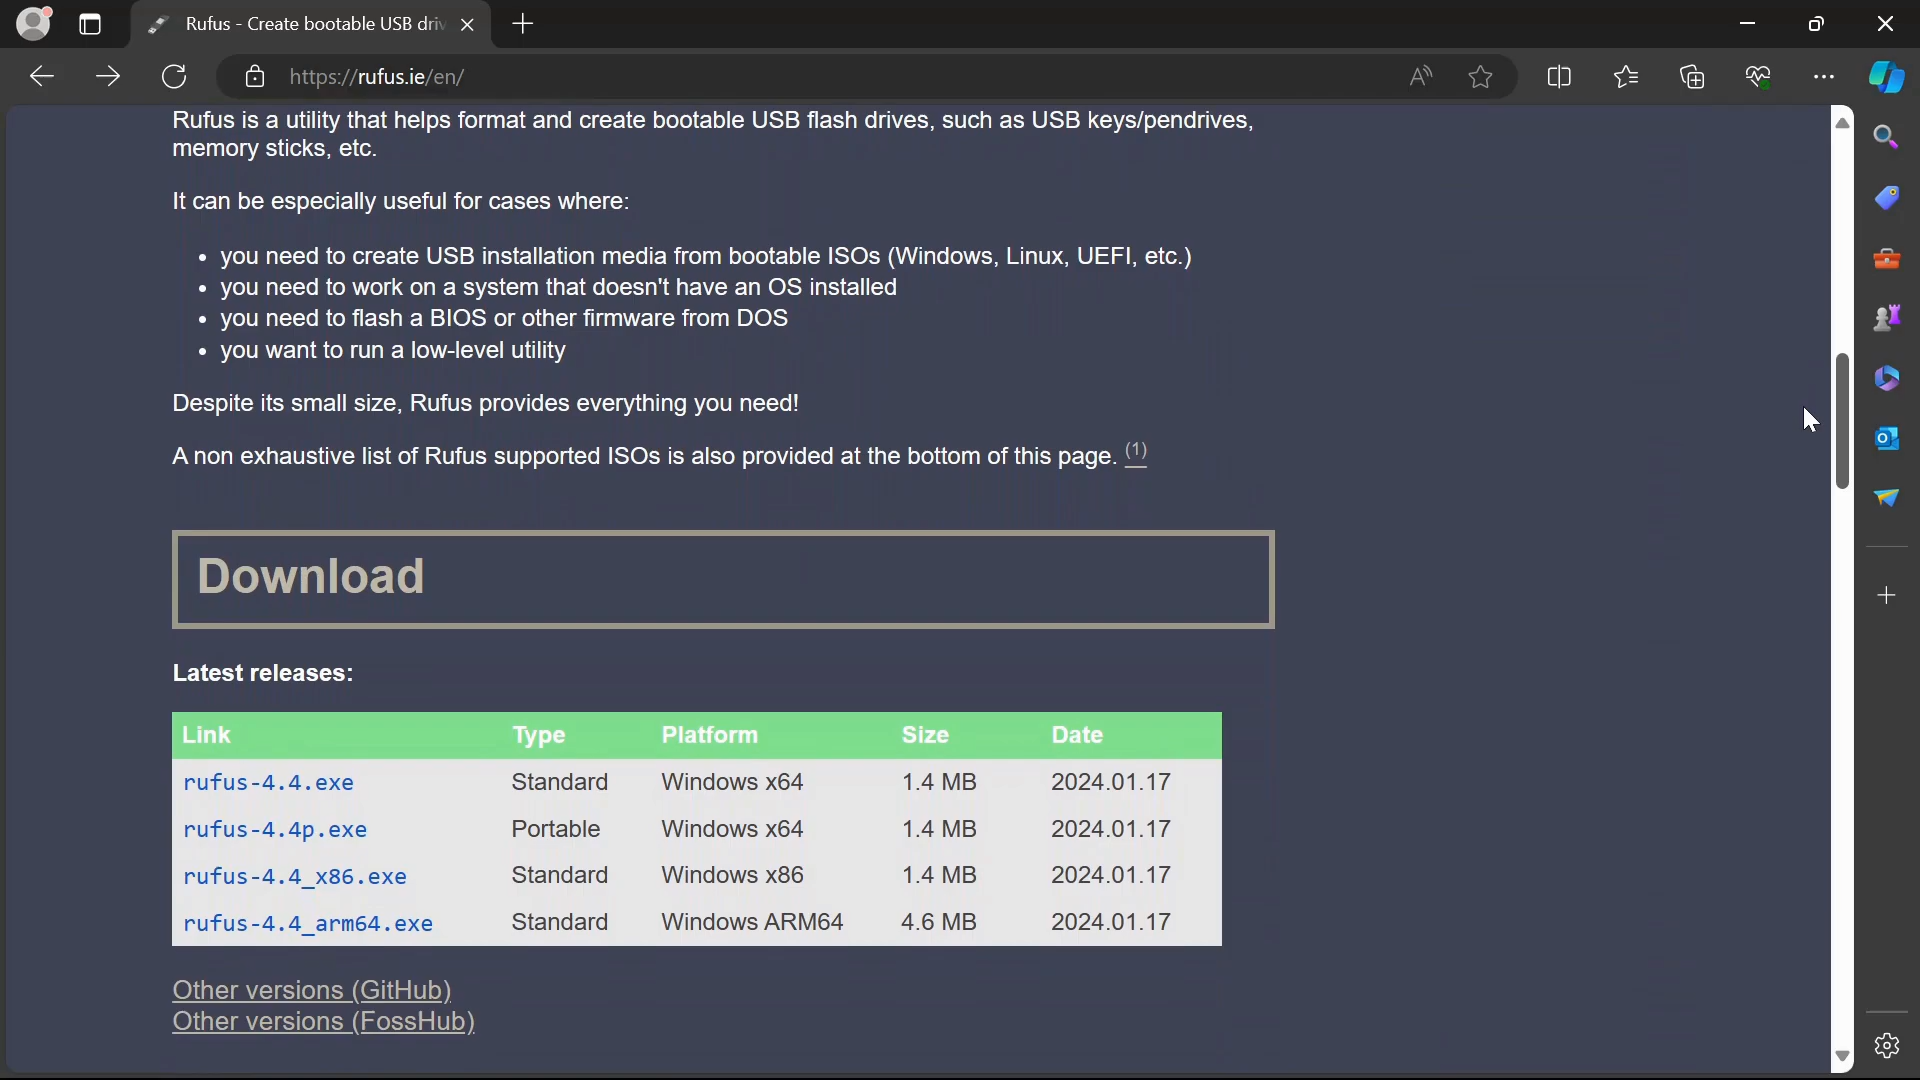 Rufus - Create bootable USB driv
https://rufus.ie/en/
Rufus is a utility that helps format and create bootable USB flash drives, such as USB keys/pendrives,
memory sticks, etc.
It can be especially useful for cases where:
• you need to create USB installation media from bootable ISOs (Windows, Linux, UEFI, etc.)
• you need to work on a system that doesn't have an OS installed
• you need to flash a BIOS or other firmware from DOS
• you want to run a low-level utility
Despite its small size, Rufus provides everything you need!
A non exhaustive list of Rufus supported ISOs is also provided at the bottom of this page. (1)
Download
Latest releases:
Link Type Platform Size Date
rufus-4.4.exe Standard Windows x64 1.4 MB 2024.01.17
rufus-4.4p.exe Portable Windows x64 1.4 MB 2024.01.17
rufus-4.4_x86.exe Standard Windows x86 1.4 MB 2024.01.17
rufus-4.4_arm64.exe Standard Windows ARM64 4.6 MB 2024.01.17
Other versions (GitHub)
Other versions (FossHub)